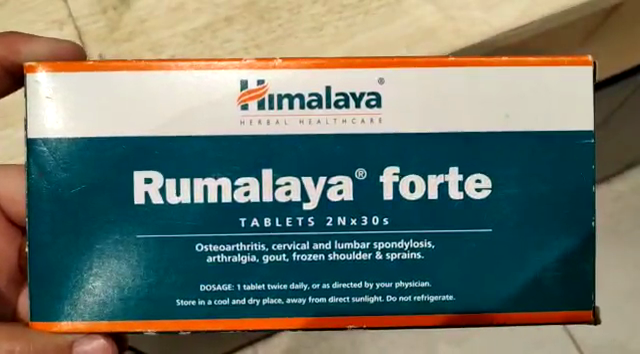 Himalaya®
HERBAL HEALTHCARE
Rumalaya® forte
TABLETS 2Nx30s
Osteoarthritis, cervical and lumbar spondylosis,
arthralgia, gout, frozen shoulder & sprains.
DOSAGE: 1 tablet twice daily, or as directed by your physician.
Store in a cool and dry place, away from direct sunlight. Do not refrigerate.